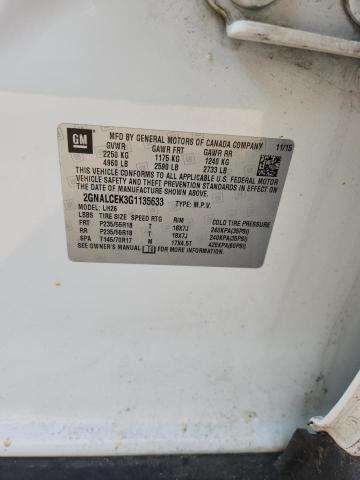 GM
MFD BY GENERAL MOTORS OF CANADA COMPANY 11/15
GVWR GAWR FRT GAWR RR
2250 KG 1175 KG 1240 KG
4960 LB 2590 LB 2733 LB
THIS VEHICLE CONFORMS TO ALL APPLICABLE U.S. FEDERAL MOTOR
VEHICLE SAFETY STANDARDS IN EFFECT ON THE DATE OF
MANUFACTURE SHOWN ABOVE.
2GNALCEK3G1135633 TYPE: M.P.V.
MODEL: LH26
LBBS TIRE SIZE SPEED RTG R/M COLD TIRE PRESSURE
FRT P235/55R18 T 18X7J 240KPA(35PSI)
RR P235/55R18 T 18X7J 240KPA(35PSI)
SPA T145/70R17 M 17X4.5T 420KPA(60PSI)
SEE OWNER'S MANUAL FOR MORE INFORMATION.